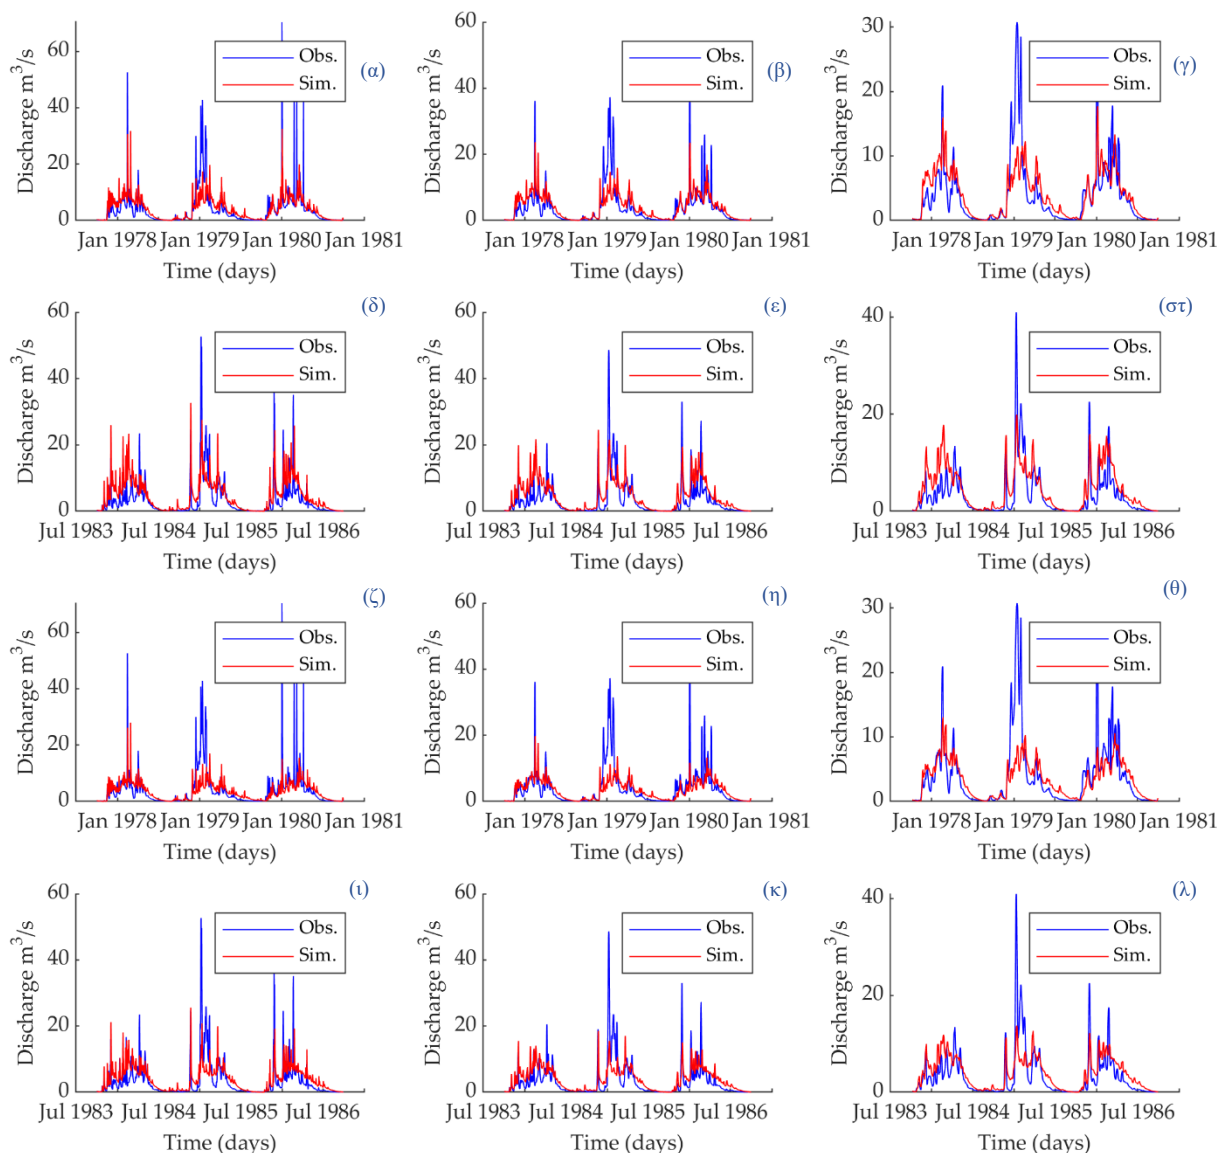 Discharge m³/s
60
40
20
0
Obs.
Sim.
(α)
Jan 1978 Jan 1979 Jan 1980 Jan 1981
Time (days)
Discharge m³/s
60
40
20
0
Obs.
Sim.
(β)
Jan 1978 Jan 1979 Jan 1980 Jan 1981
Time (days)
Discharge m³/s
30
20
10
0
Obs.
Sim.
(γ)
Jan 1978 Jan 1979 Jan 1980 Jan 1981
Time (days)
Discharge m³/s
60
40
20
0
Obs.
Sim.
(δ)
Jul 1983 Jul 1984 Jul 1985 Jul 1986
Time (days)
Discharge m³/s
60
40
20
0
Obs.
Sim.
(ε)
Jul 1983 Jul 1984 Jul 1985 Jul 1986
Time (days)
Discharge m³/s
40
20
0
Obs.
Sim.
(στ)
Jul 1983 Jul 1984 Jul 1985 Jul 1986
Time (days)
Discharge m³/s
60
40
20
0
Obs.
Sim.
(ζ)
Jan 1978 Jan 1979 Jan 1980 Jan 1981
Time (days)
Discharge m³/s
60
40
20
0
Obs.
Sim.
(η)
Jan 1978 Jan 1979 Jan 1980 Jan 1981
Time (days)
Discharge m³/s
30
20
10
0
Obs.
Sim.
(θ)
Jan 1978 Jan 1979 Jan 1980 Jan 1981
Time (days)
Discharge m³/s
60
40
20
0
Obs.
Sim.
(ι)
Jul 1983 Jul 1984 Jul 1985 Jul 1986
Time (days)
Discharge m³/s
60
40
20
0
Obs.
Sim.
(κ)
Jul 1983 Jul 1984 Jul 1985 Jul 1986
Time (days)
Discharge m³/s
40
20
0
Obs.
Sim.
(λ)
Jul 1983 Jul 1984 Jul 1985 Jul 1986
Time (days)